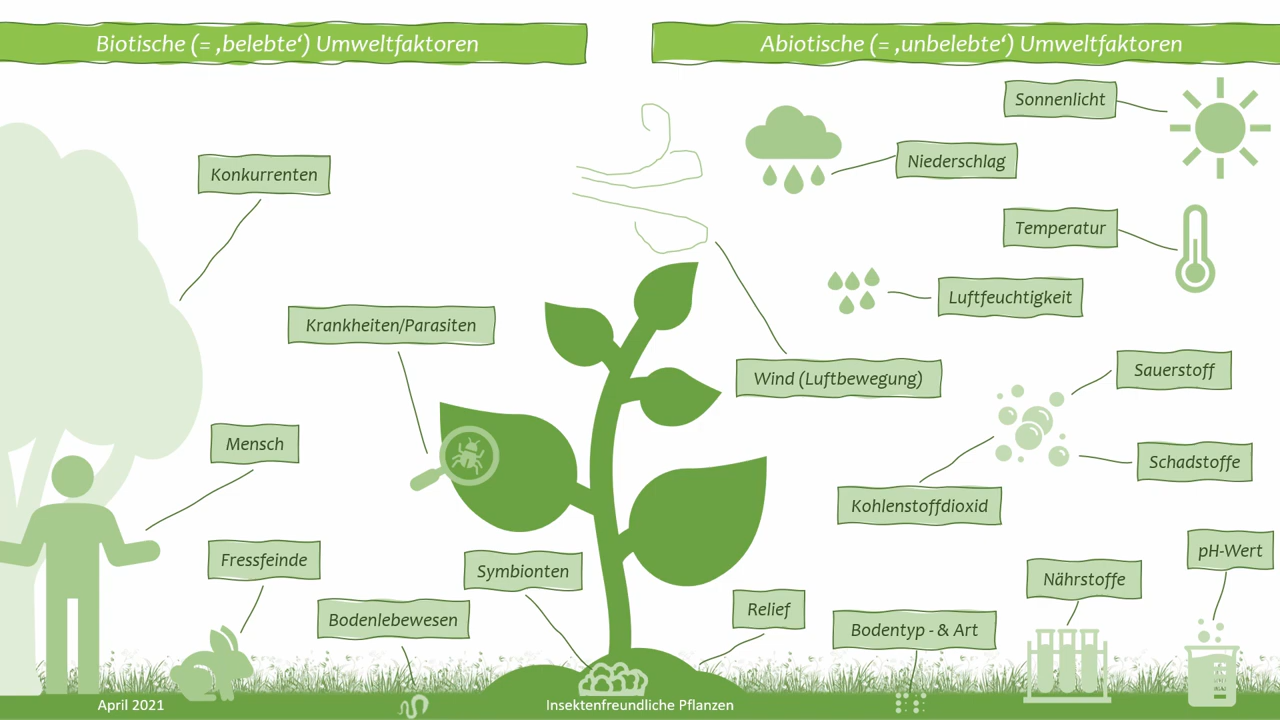 Biotische (= ‚belebte‘) Umweltfaktoren
Abiotische (= ‚unbelebte‘) Umweltfaktoren
Sonnenlicht
Niederschlag
Konkurrenten
Temperatur
Luftfeuchtigkeit
Krankheiten/Parasiten
Wind (Luftbewegung)
Sauerstoff
Mensch
Schadstoffe
Kohlenstoffdioxid
pH-Wert
Fressfeinde
Symbionten
Nährstoffe
Relief
Bodenlebewesen
Bodentyp - & Art
April 2021
Insektenfreundliche Pflanzen